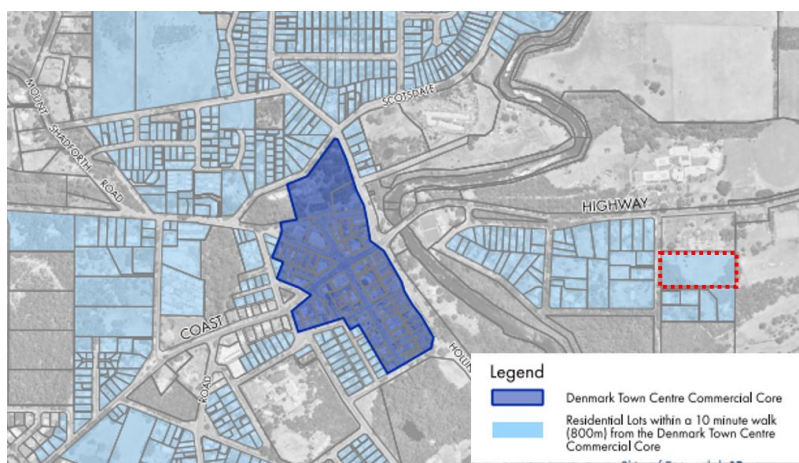 SCOTSDALE
MOUNT SHADFORTH ROAD
HIGHWAY
COAST
ROAD
Legend
Denmark Town Centre Commercial Core
Residential Lots within a 10 minute walk
(800m) from the Denmark Town Centre
Commercial Core